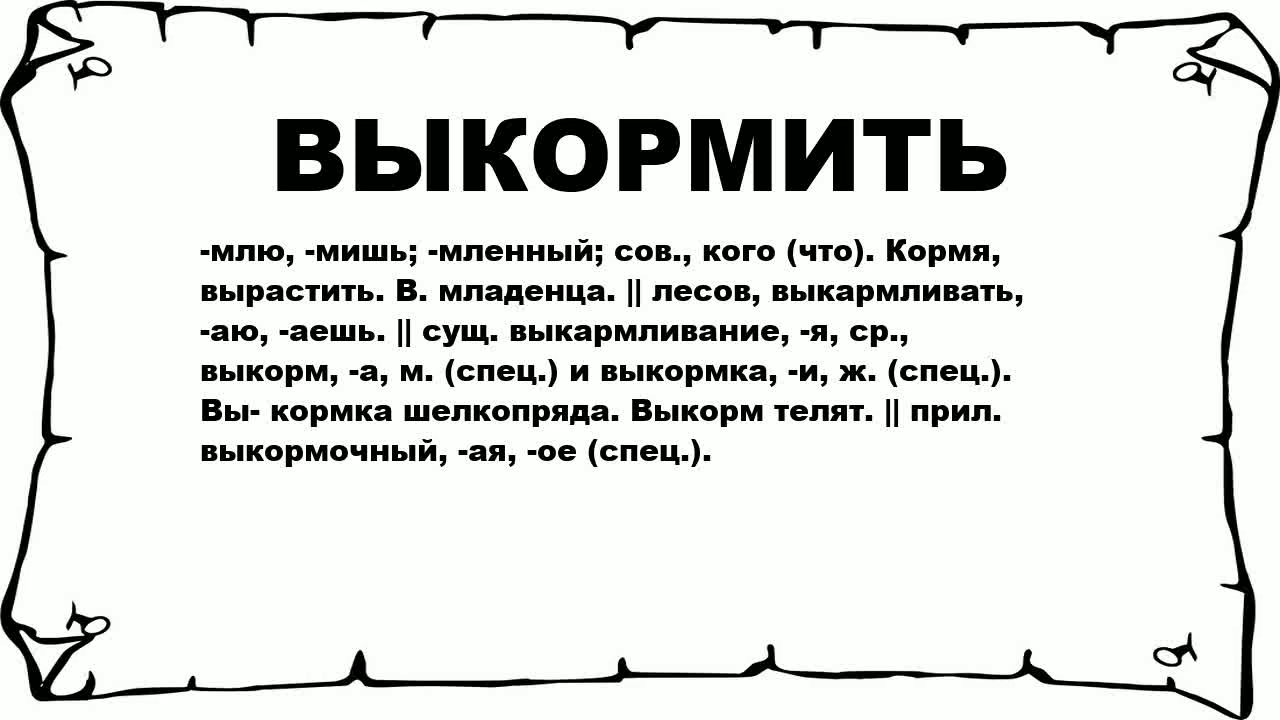 ВЫКОРМИТЬ
-млю, -мишь; -мленный; сов., кого (что). Кормя,
вырастить. В. младенца. || лесов, выкармливать,
-аю, -аешь. || сущ. выкармливание, -я, ср.,
выкорм, -а, м. (спец.) и выкормка, -и, ж. (спец.).
Вы- кормка шелкопряда. Выкорм телят. || прил.
выкормочный, -ая, -ое (спец.).